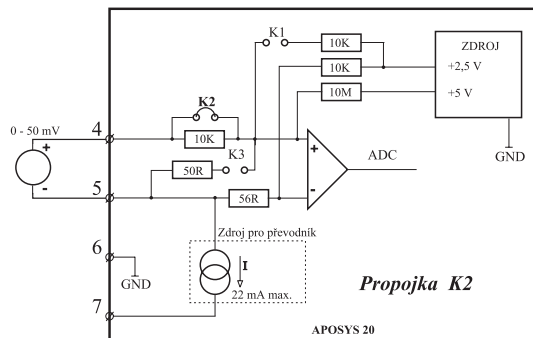 K1
10K
ZDROJ
10K
+2,5 V
10M
+5 V
K2
0 - 50 mV
4
+
10K
+
ADC
GND
K3
50R
-
5
56R
-
Zdroj pro převodník
6
GND
I
22 mA max.
Propojka K2
7
APOSYS 20